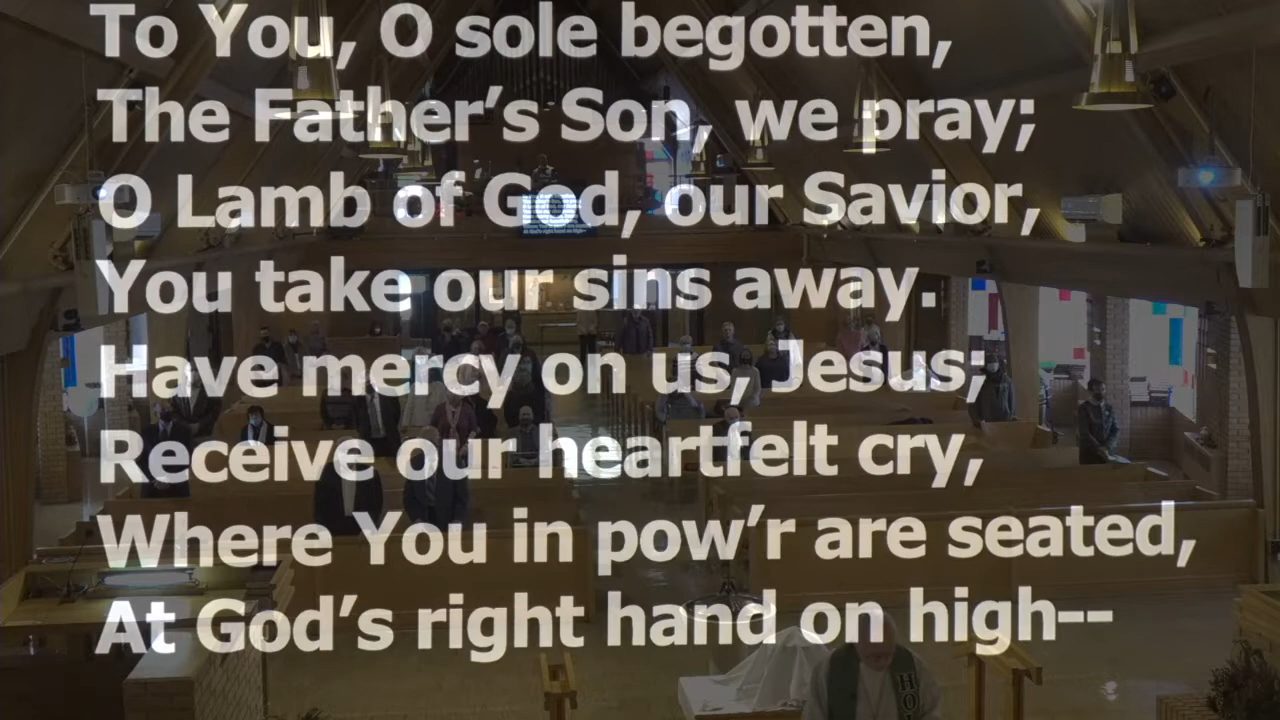 To You, O sole begotten,
The Father’s Son, we pray;
O Lamb of God, our Savior,
You take our sins away.
Have mercy on us, Jesus;
Receive our heartfelt cry,
Where You in pow’r are seated,
At God’s right hand on high--